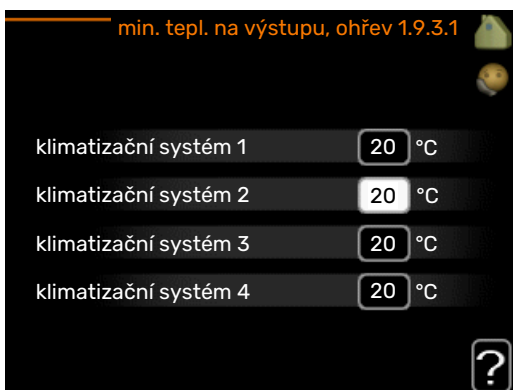 min. tepl. na výstupu, ohřev 1.9.3.1
klimatizační systém 1 20 °C
klimatizační systém 2 20 °C
klimatizační systém 3 20 °C
klimatizační systém 4 20 °C
?